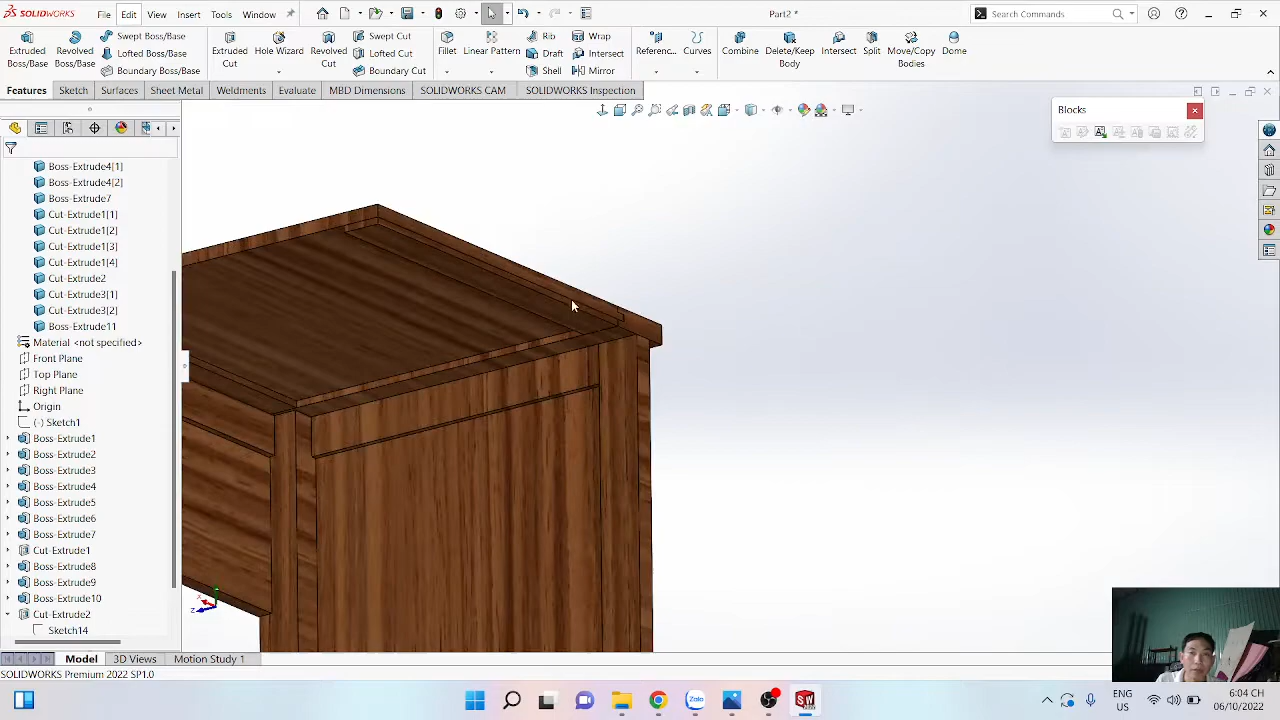 SOLIDWORKS File Edit View Insert Tools Window Part2 * Search Commands
Extruded Boss/Base Revolved Boss/Base Swept Boss/Base Lofted Boss/Base Boundary Boss/Base
Extruded Cut Hole Wizard Revolved Cut Swept Cut Lofted Cut Boundary Cut
Fillet Linear Pattern Rib Draft Shell Wrap Intersect Mirror
Referenc... Curves Combine Delete/Keep Body Intersect Split Move/Copy Bodies Dome
Features Sketch Surfaces Sheet Metal Weldments Evaluate MBD Dimensions SOLIDWORKS CAM SOLIDWORKS Inspection
Blocks
Boss-Extrude4[1]
Boss-Extrude4[2]
Boss-Extrude7
Cut-Extrude1[1]
Cut-Extrude1[2]
Cut-Extrude1[3]
Cut-Extrude1[4]
Cut-Extrude2
Cut-Extrude3[1]
Cut-Extrude3[2]
Boss-Extrude11
Material <not specified>
Front Plane
Top Plane
Right Plane
Origin
(-) Sketch1
Boss-Extrude1
Boss-Extrude2
Boss-Extrude3
Boss-Extrude4
Boss-Extrude5
Boss-Extrude6
Boss-Extrude7
Cut-Extrude1
Boss-Extrude8
Boss-Extrude9
Boss-Extrude10
Cut-Extrude2
Sketch14
Model 3D Views Motion Study 1
SOLIDWORKS Premium 2022 SP1.0
Zalo
ENG US
6:04 CH
06/10/2022